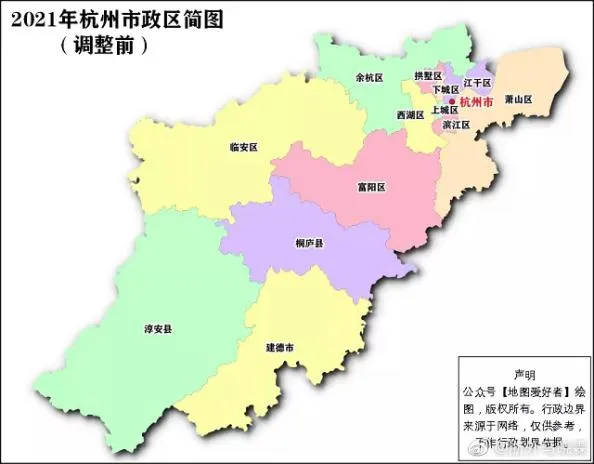 2021年杭州市政区简图
（调整前）
余杭区
拱墅区
江干区
下城区
杭州市
萧山区
西湖区
上城区
滨江区
临安区
富阳区
桐庐县
淳安县
建德市
声明
公众号【地图爱好者】绘
图，版权所有。行政边界
来源于网络，仅供参考，
不作行政划界依据。